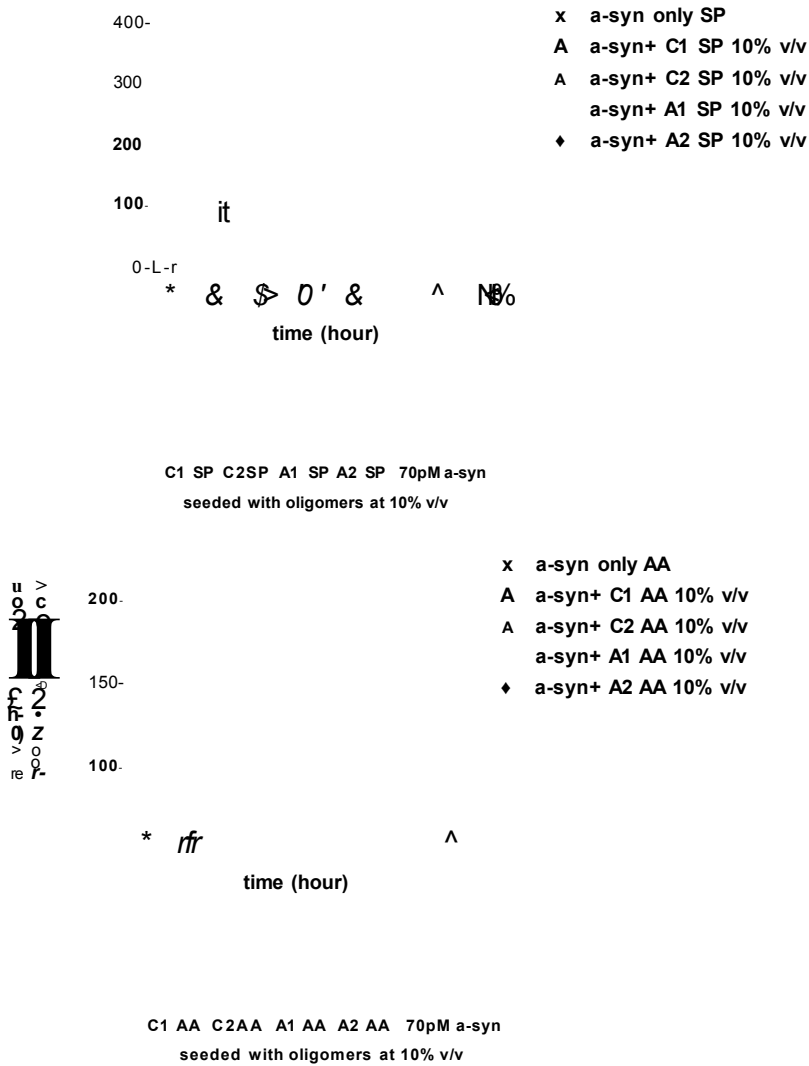 400-
300
200
100-
it
0-L-r
* & $> 0 ' & ^
time (hour)
x a-syn only SP
A a-syn+ C1 SP 10% v/v
A a-syn+ C2 SP 10% v/v
a-syn+ A1 SP 10% v/v
♦ a-syn+ A2 SP 10% v/v
C1 SP C2SP A1 SP A2 SP 70pM a-syn
seeded with oligomers at 10% v/v
200-
150-
100-
* rfr ^
time (hour)
x a-syn only AA
A a-syn+ C1 AA 10% v/v
A a-syn+ C2 AA 10% v/v
a-syn+ A1 AA 10% v/v
♦ a-syn+ A2 AA 10% v/v
C1 AA C2AA A1 AA A2 AA 70pM a-syn
seeded with oligomers at 10% v/v